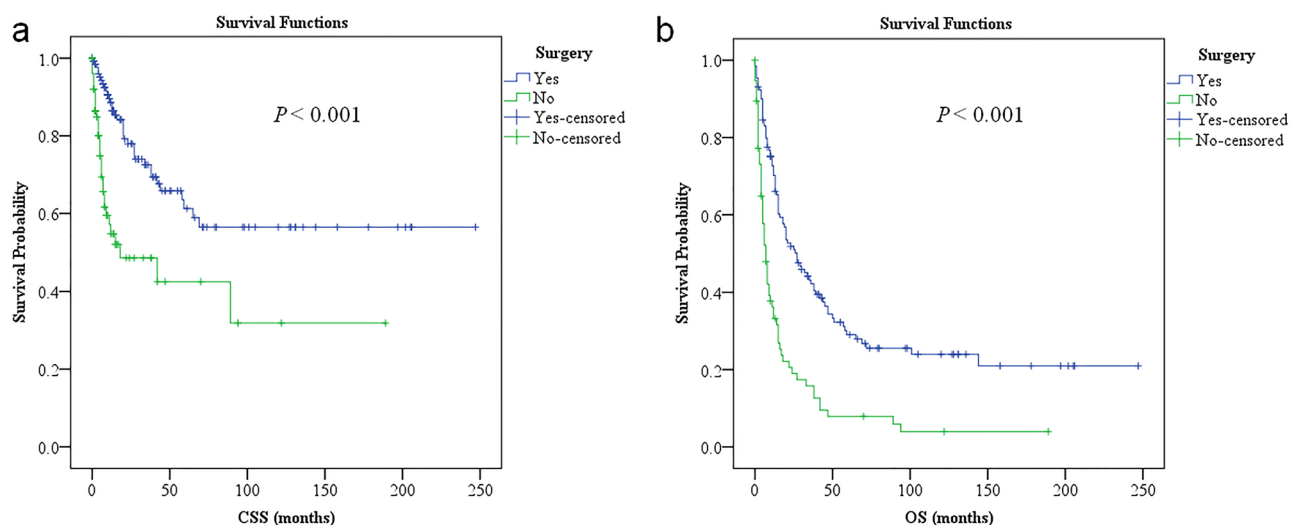 a
Survival Functions
Surgery
Yes
No
Yes-censored
No-censored
P < 0.001
Survival Probability
1.0
0.8
0.6
0.4
0.2
0.0
0 50 100 150 200 250
CSS (months)
b
Survival Functions
Surgery
Yes
No
Yes-censored
No-censored
P < 0.001
Survival Probability
1.0
0.8
0.6
0.4
0.2
0.0
0 50 100 150 200 250
OS (months)